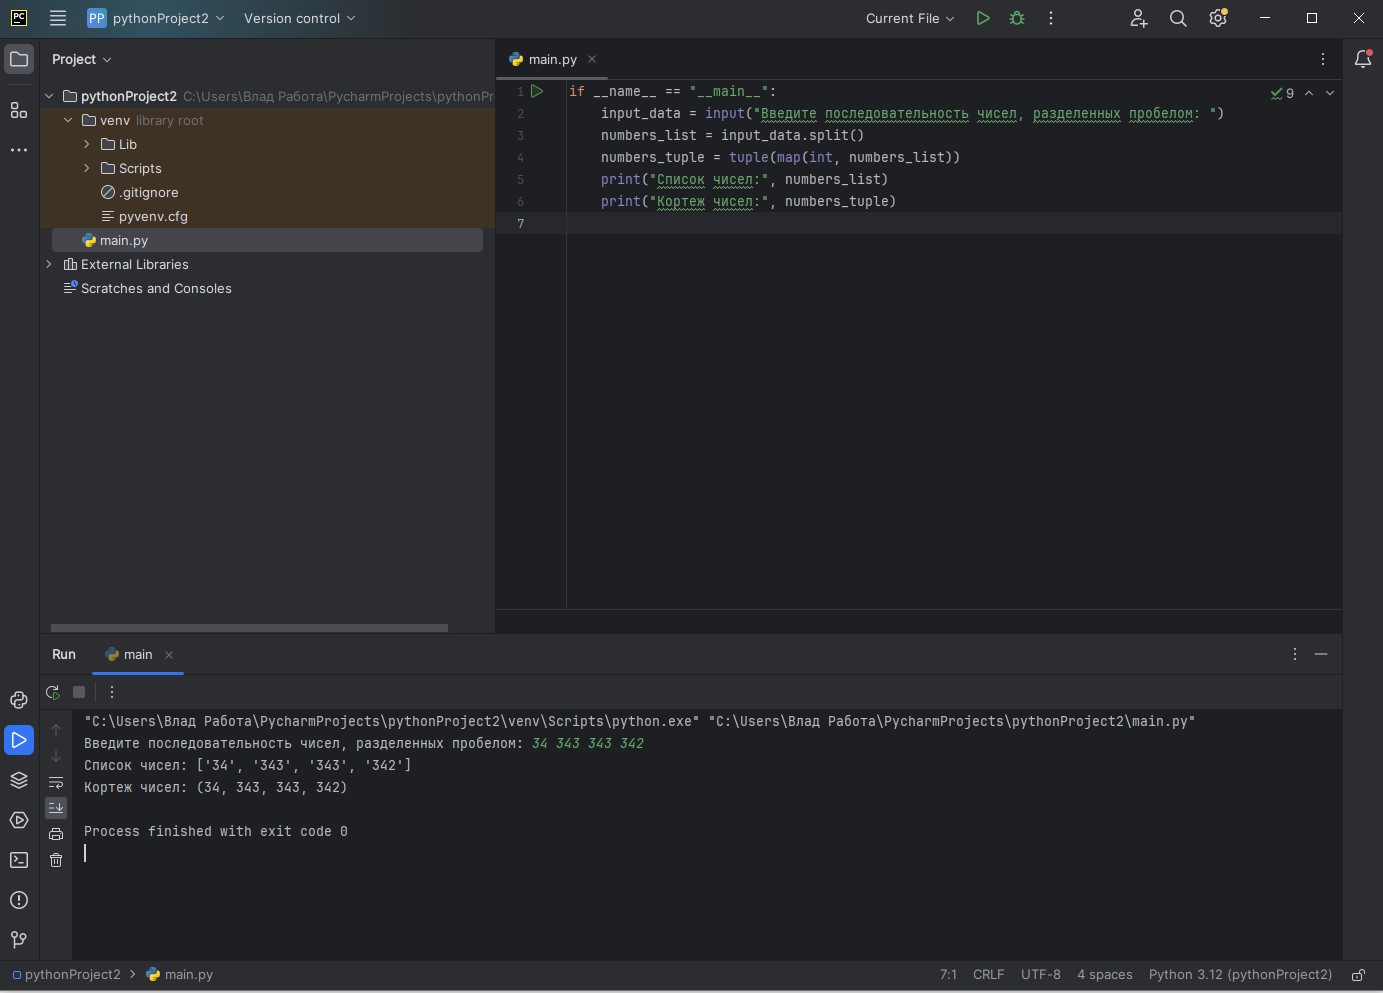 PC
PP pythonProject2 Version control Current File
Project
pythonProject2 C:\Users\Влад Работа\PycharmProjects\pythonPr
venv library root
Lib
Scripts
.gitignore
pyvenv.cfg
main.py
External Libraries
Scratches and Consoles
main.py
1 if __name__ == "__main__":
2 input_data = input("Введите последовательность чисел, разделенных пробелом: ")
3 numbers_list = input_data.split()
4 numbers_tuple = tuple(map(int, numbers_list))
5 print("Список чисел:", numbers_list)
6 print("Кортеж чисел:", numbers_tuple)
7
9
Run main
"C:\Users\Влад Работа\PycharmProjects\pythonProject2\venv\Scripts\python.exe" "C:\Users\Влад Работа\PycharmProjects\pythonProject2\main.py"
Введите последовательность чисел, разделенных пробелом: 34 343 343 342
Список чисел: ['34', '343', '343', '342']
Кортеж чисел: (34, 343, 343, 342)
Process finished with exit code 0
pythonProject2 > main.py 7:1 CRLF UTF-8 4 spaces Python 3.12 (pythonProject2)